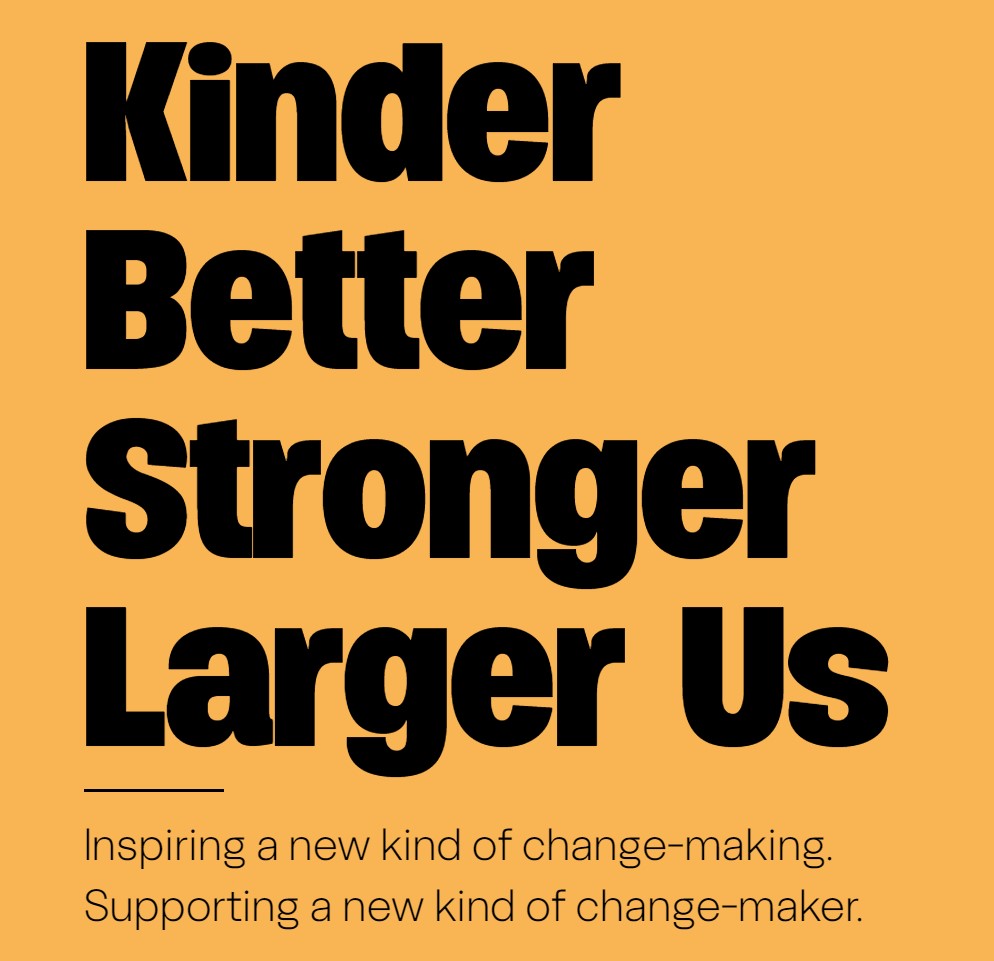 Kinder
Better
Stronger
Larger Us
Inspiring a new kind of change-making.
Supporting a new kind of change-maker.